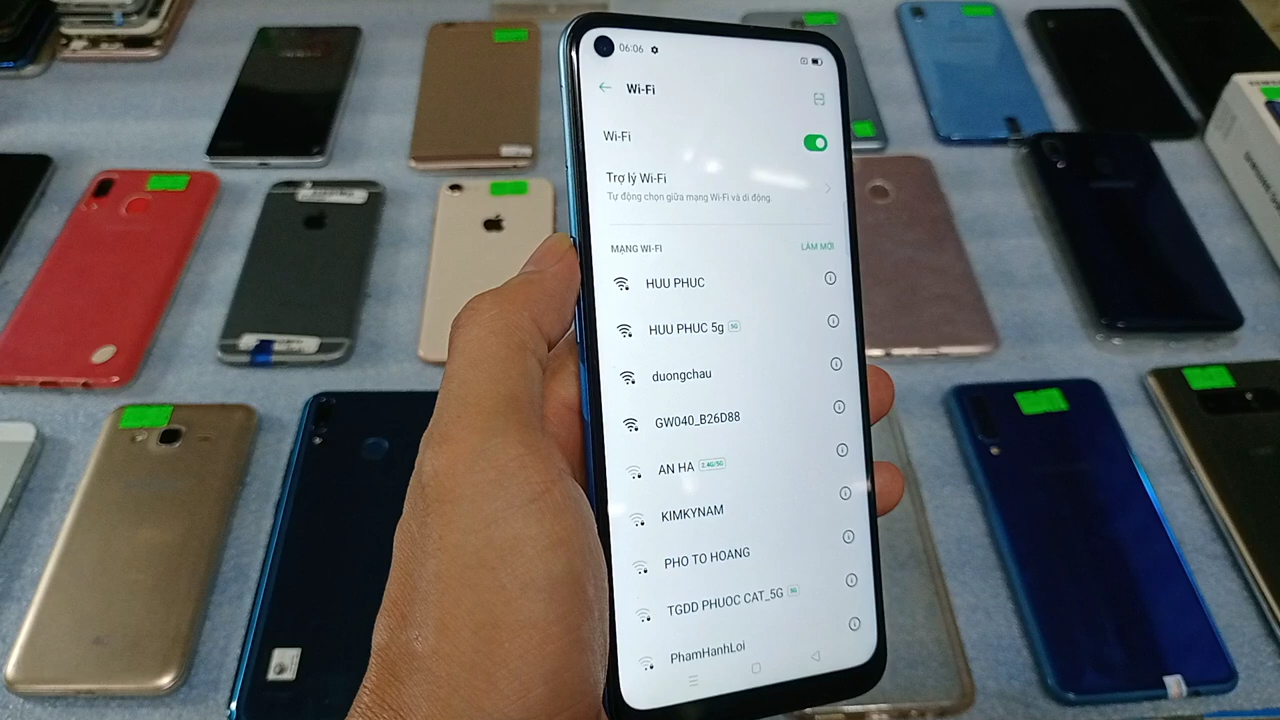 06:06
Wi-Fi
Wi-Fi
Trợ lý Wi-Fi
Tự động chọn giữa mạng Wi-Fi và di động
MẠNG WI-FI
LÀM MỚI
HUU PHUC
HUU PHUC 5g 5G
duongchau
GW040_B26D88
AN HA 2.4G/5G
KIMKYNAM
PHO TO HOANG
TGDD PHUOC CAT_5G 5G
PhamHanhLoi